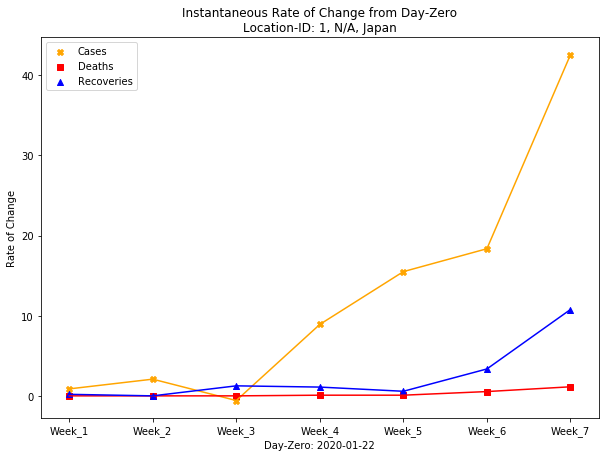 Instantaneous Rate of Change from Day-Zero
Location-ID: 1, N/A, Japan
Cases
Deaths
Recoveries
Rate of Change
40
30
20
10
0
Week_1
Week_2
Week_3
Week_4
Week_5
Week_6
Week_7
Day-Zero: 2020-01-22